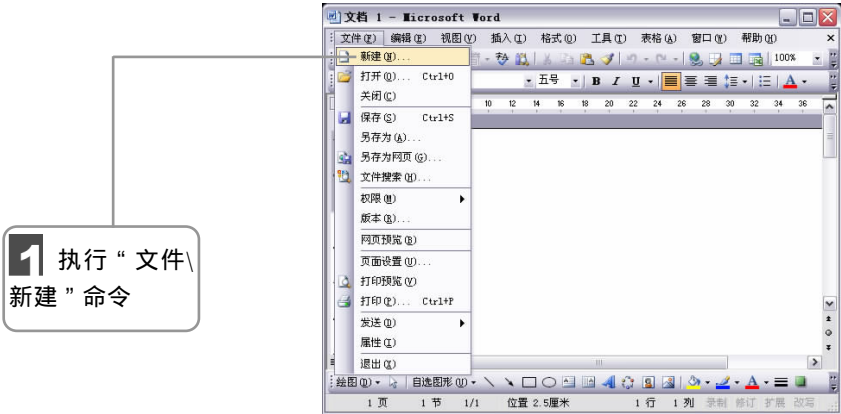 文档 1 - Microsoft Word
文件(F) 编辑(E) 视图(V) 插入(I) 格式(O) 工具(T) 表格(A) 窗口(W) 帮助(H) ×
新建(N)...
100%
打开(O)... Ctrl+O
五号 B I U A
关闭(C)
10 12 14 16 18 20 22 24 26 28 30 32 34 36
保存(S) Ctrl+S
另存为(A)...
另存为网页(G)...
文件搜索(H)...
权限(M)
版本(R)...
网页预览(B)
页面设置(U)...
打印预览(V)
打印(P)... Ctrl+P
发送(D)
属性(I)
退出(X)
1 执行 “ 文件\
新建 ” 命令
绘图(D) 自选图形(U) A
1 页 1 节 1/1 位置 2.5厘米 1 行 1 列 录制 修订 扩展 改写